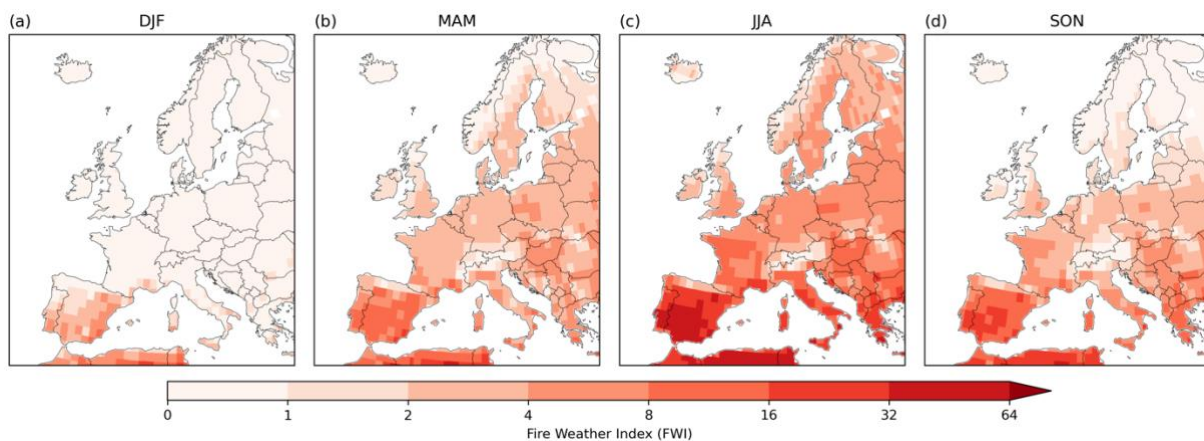 (a) DJF (b) MAM (c) JJA (d) SON
0 1 2 4 8 16 32 64
Fire Weather Index (FWI)